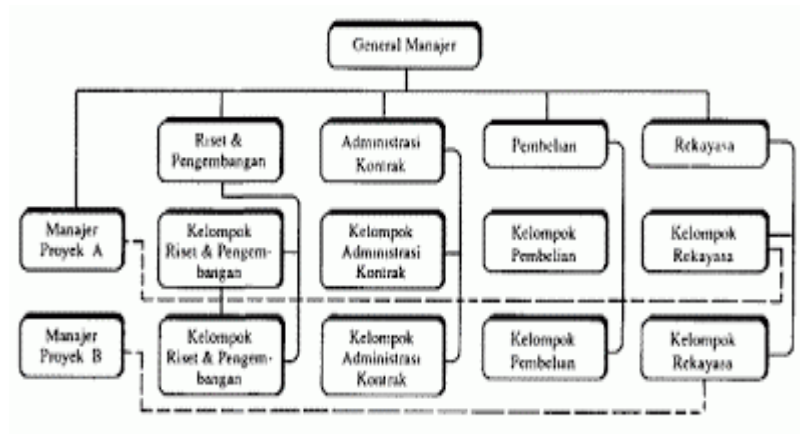 General Manajer
Riset &
Pengembangan
Administrasi
Kontrak
Pembelian
Rekayasa
Manajer
Proyek A
Kelompok
Riset & Pengem-
bangan
Kelompok
Administrasi
Kontrak
Kelompok
Pembelian
Kelompok
Rekayasa
Manajer
Proyek B
Kelompok
Riset & Pengem-
bangan
Kelompok
Administrasi
Kontrak
Kelompok
Pembelian
Kelompok
Rekayasa